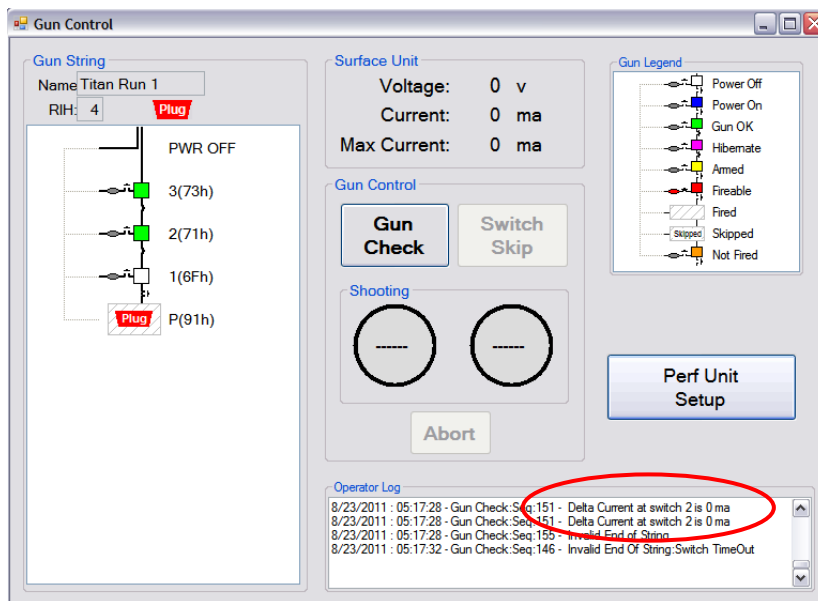 Gun Control
Gun String
Name Titan Run 1
RIH: 4 Plug
PWR OFF
3(73h)
2(71h)
1(6Fh)
Plug P(91h)
Surface Unit
Voltage: 0 v
Current: 0 ma
Max Current: 0 ma
Gun Control
Gun Check
Switch Skip
Shooting
------ ------
Abort
Gun Legend
Power Off
Power On
Gun OK
Hibernate
Armed
Fireable
Fired
Skipped Skipped
Not Fired
Perf Unit
Setup
Operator Log
8/23/2011 : 05:17:28 - Gun Check:Seq:151 - Delta Current at switch 2 is 0 ma
8/23/2011 : 05:17:28 - Gun Check:Seq:151 - Delta Current at switch 2 is 0 ma
8/23/2011 : 05:17:28 - Gun Check:Seq:155 - Invalid End of String
8/23/2011 : 05:17:32 - Gun Check:Seq:146 - Invalid End Of String:Switch TimeOut